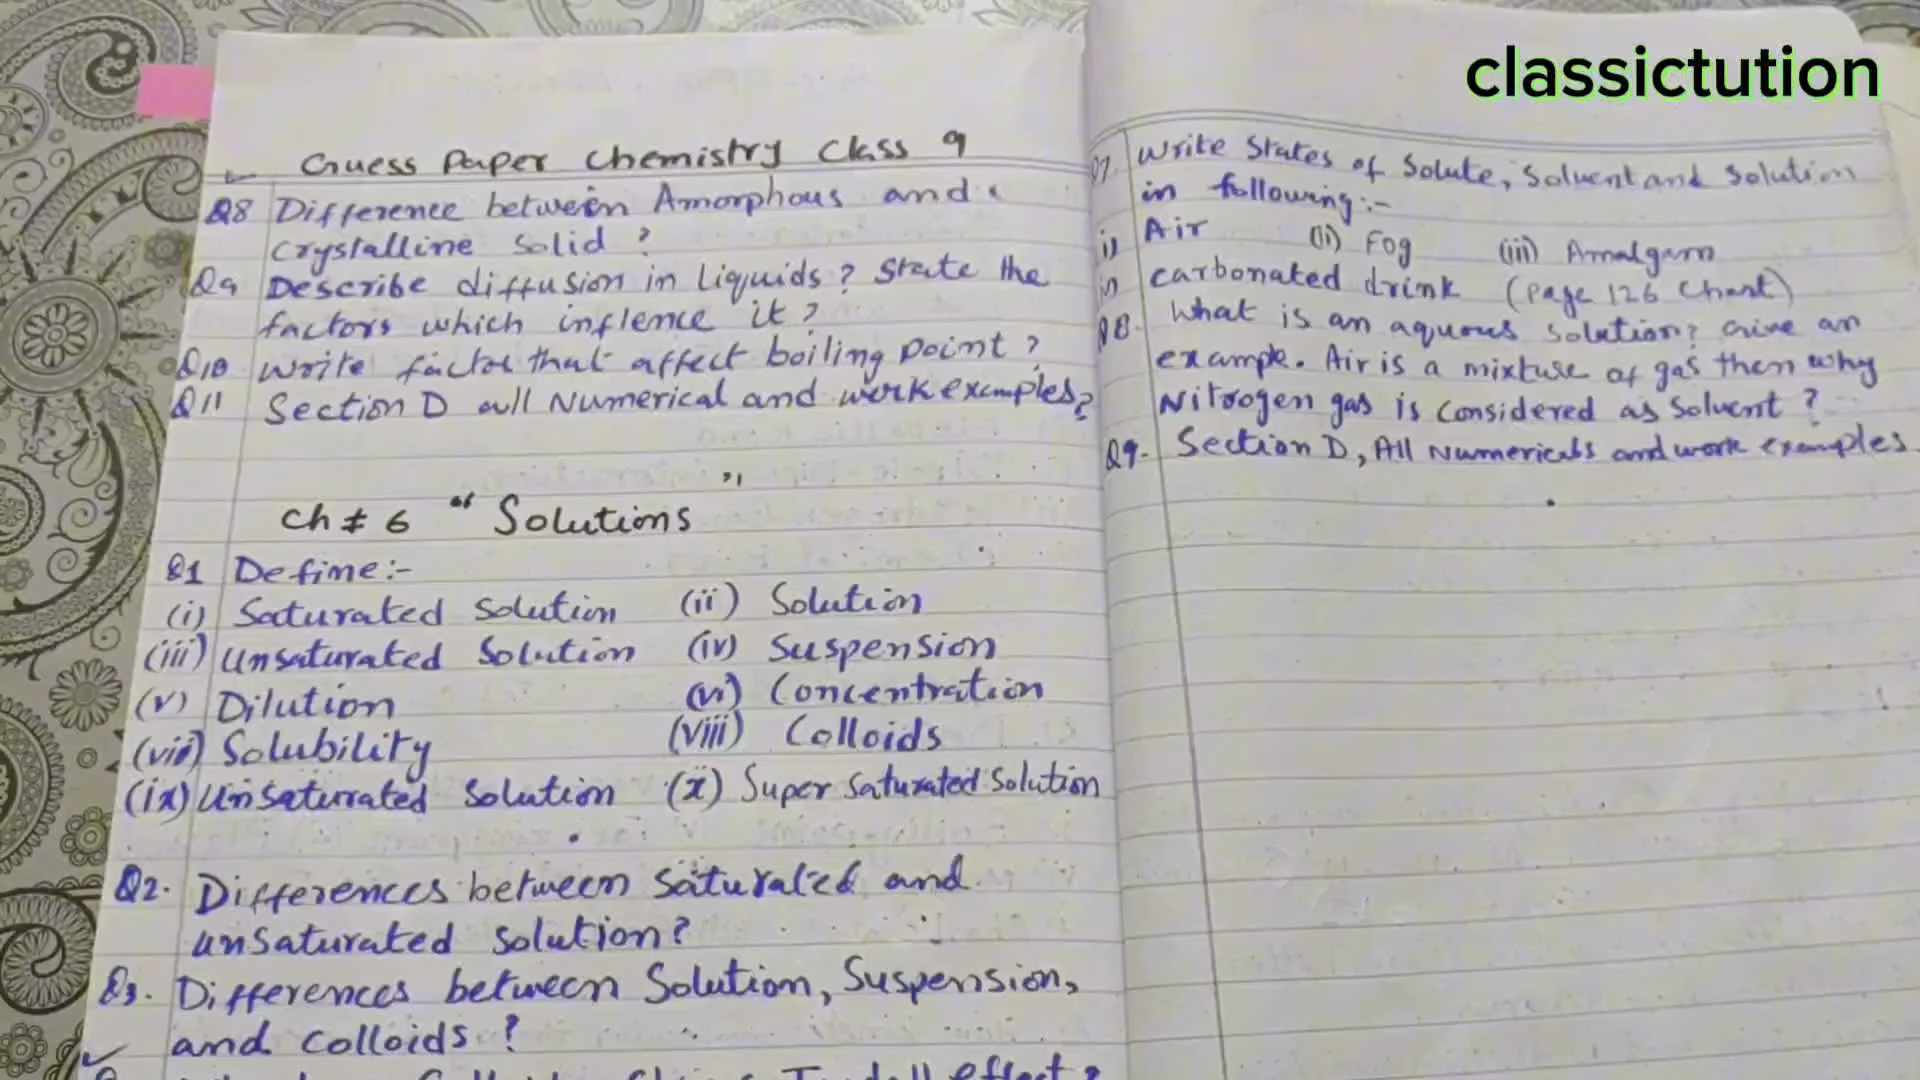 classictution
Guess Paper Chemistry Class 9
Q8 Difference between Amorphous and
crystalline solid ?
Q9 Describe diffusion in liquids ? State the
factors which inflence it ?
Q10 Write factor that affect boiling point ?
Q11 Section D all Numerical and work examples?
Ch # 6 " Solutions "
Q1 Define:-
(i) Saturated solution (ii) Solution
(iii) Unsaturated Solution (iv) Suspension
(v) Dilution (vi) Concentration
(vii) Solubility (viii) Colloids
(ix) Unsaturated Solution (x) Super Saturated Solution
Q2. Differences between Saturated and
unsaturated solution?
Q3. Differences between Solution, Suspension,
and Colloids ?
Tyndall effect ?
Q7. Write States of Solute, Solvent and Solution
in following:-
i) Air (ii) Fog (iii) Amalgam
carbonated drink (Page 126 Chart)
Q8. What is an aquous solution? Give an
example. Air is a mixture of gas then why
Nitrogen gas is Considered as Solvent ?
Q9. Section D, All Numericals and work examples